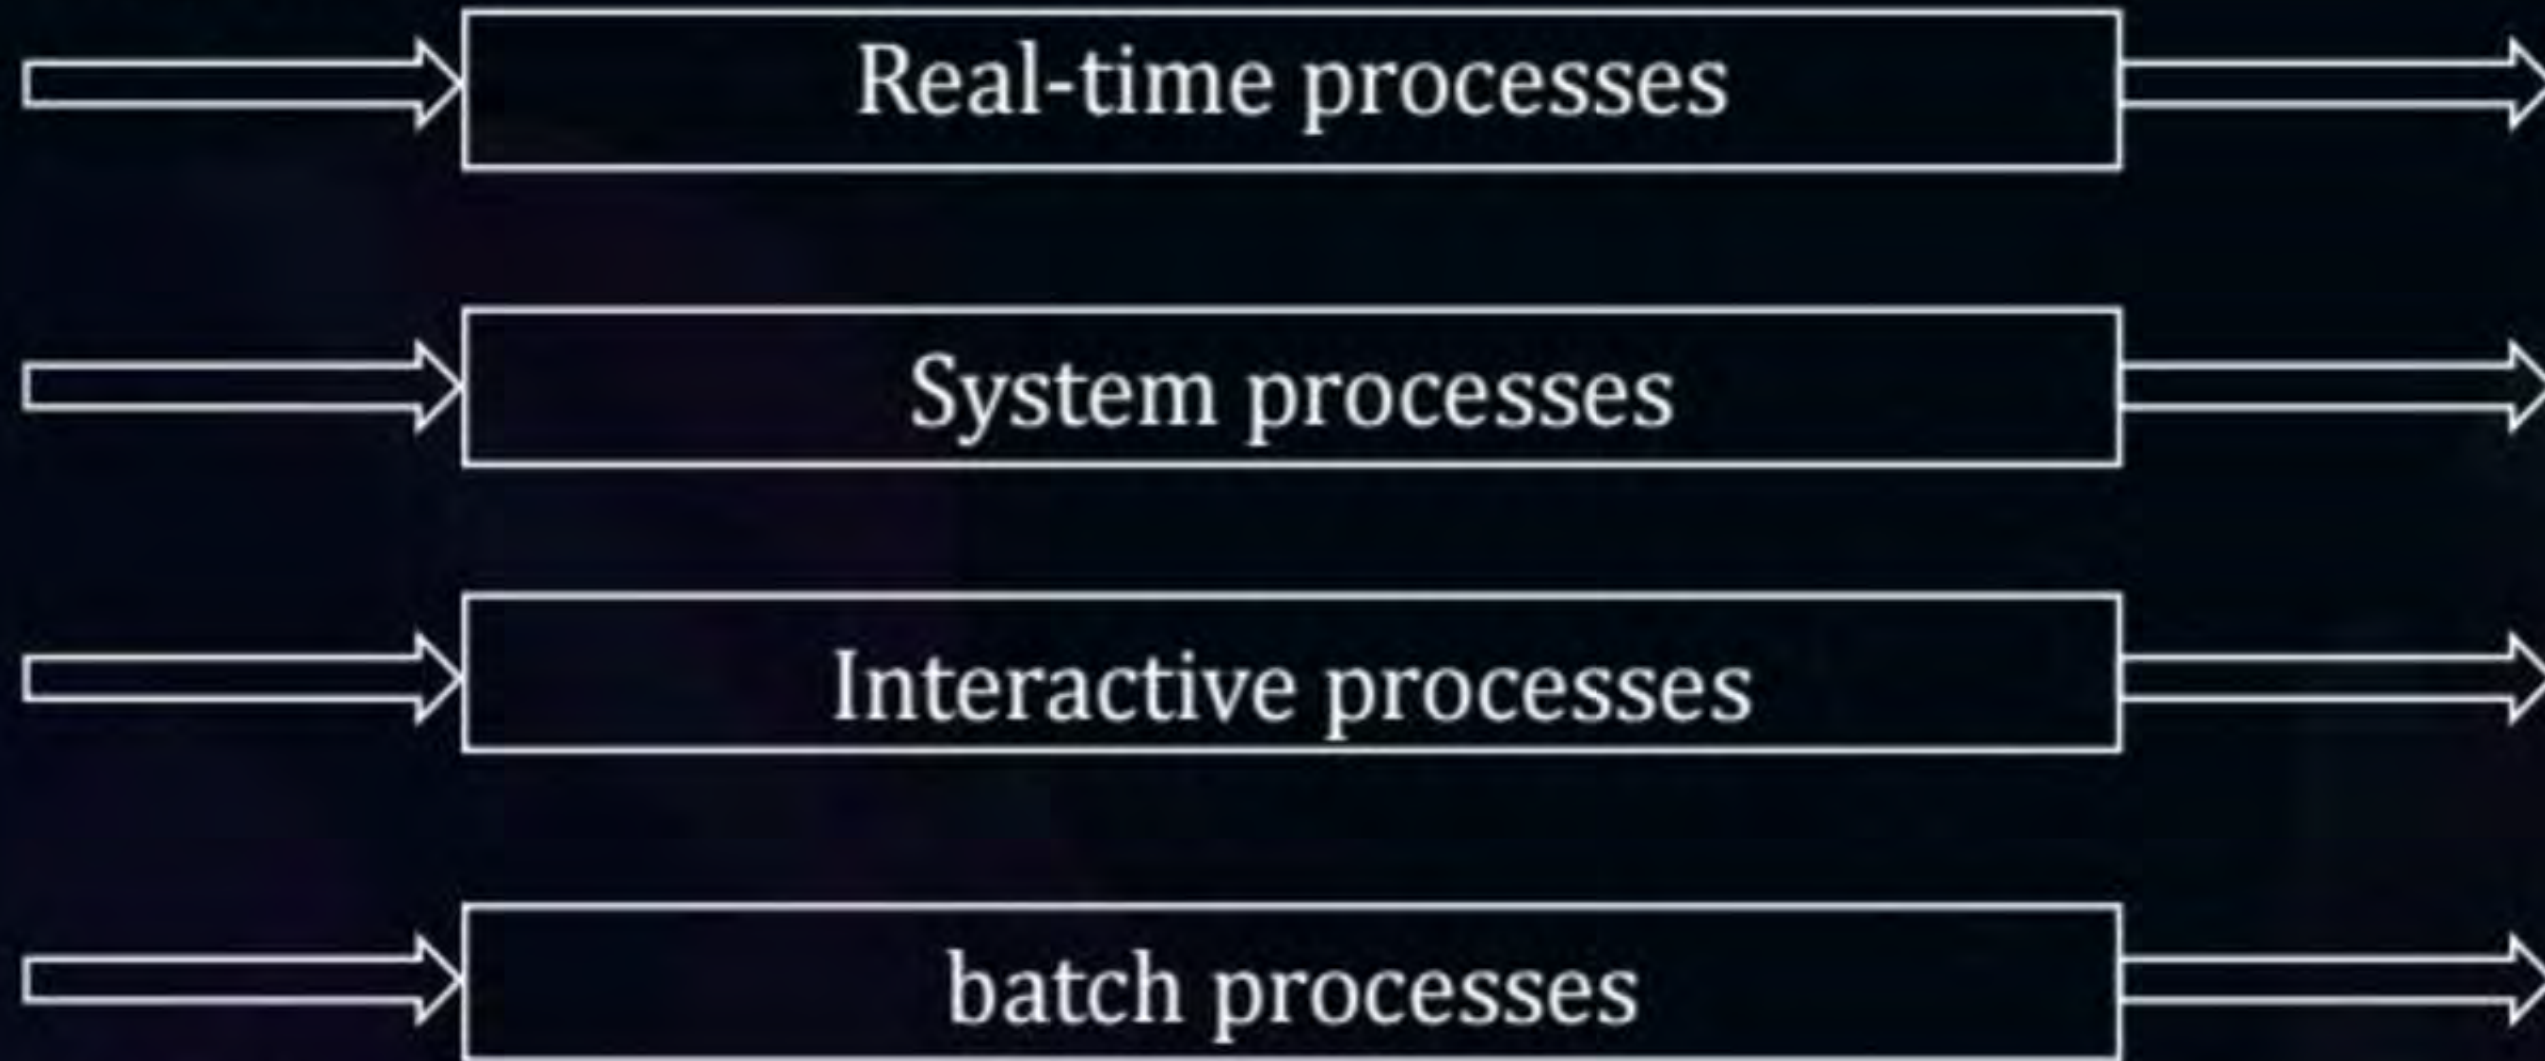 Real-time processes
System processes
Interactive processes
batch processes